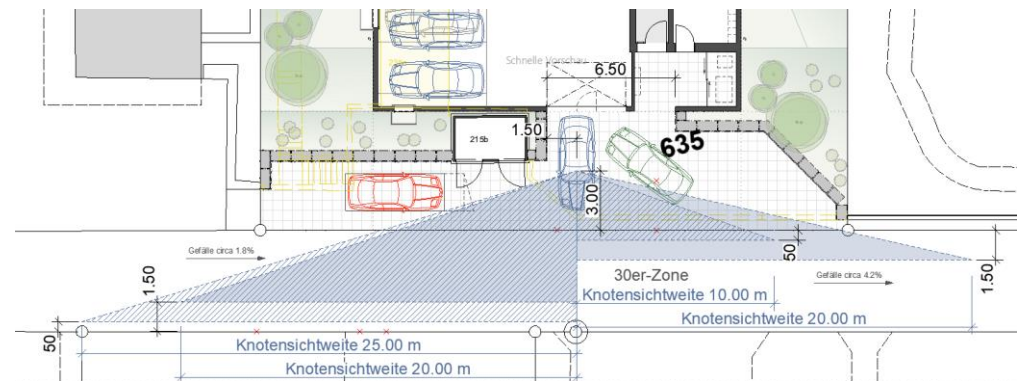 Schnelle Vorschau
6.50
1.50
215b
635
3.00
Gefälle circa 1.8%
50
30er-Zone
Gefälle circa 4.2%
1.50
1.50
Knotensichtweite 10.00 m
Knotensichtweite 20.00 m
50
Knotensichtweite 25.00 m
Knotensichtweite 20.00 m